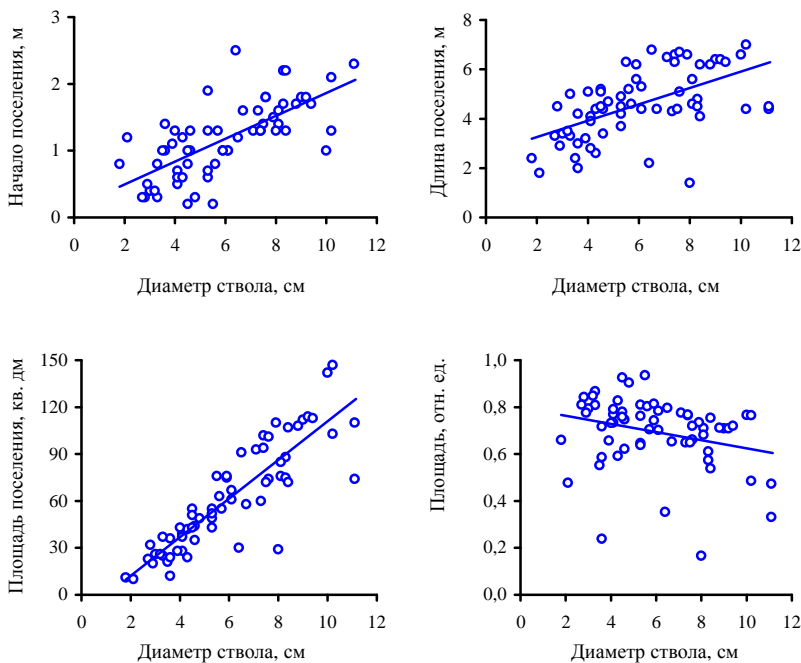 Начало поселения, м
3
2
1
0
0 2 4 6 8 10 12
Диаметр ствола, см
Длина поселения, м
8
6
4
2
0
0 2 4 6 8 10 12
Диаметр ствола, см
Площадь поселения, кв. дм
150
120
90
60
30
0
0 2 4 6 8 10 12
Диаметр ствола, см
Площадь, отн. ед.
1,0
0,8
0,6
0,4
0,2
0,0
0 2 4 6 8 10 12
Диаметр ствола, см